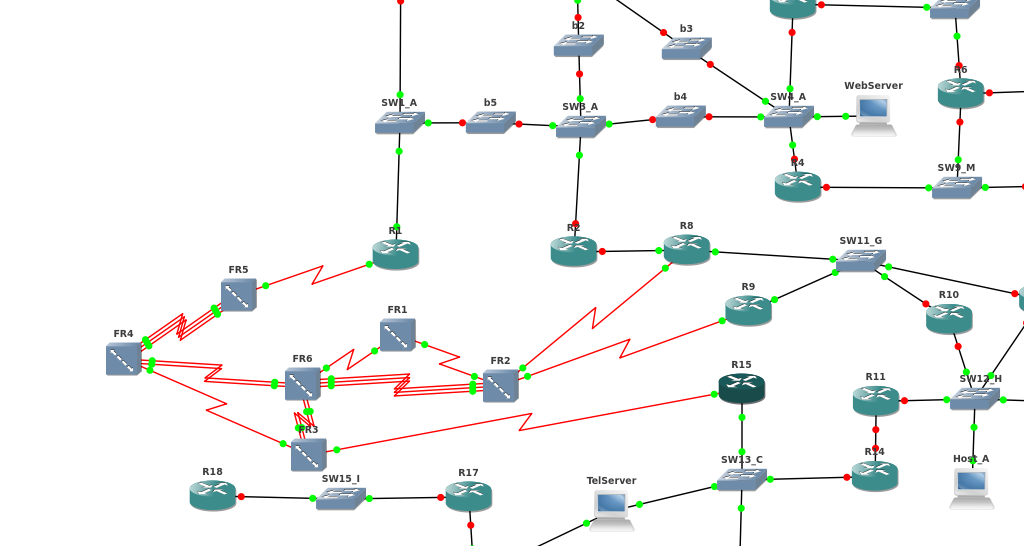 b2
b3
R6
WebServer
SW1_A
b5
SW3_A
b4
SW4_A
R4
SW9_M
R1
R2
R8
SW11_G
FR5
R9
R10
FR1
FR4
FR6
FR2
R15
R11
SW12_H
FR3
R18
SW15_I
R17
TelServer
SW13_C
R14
Host_A